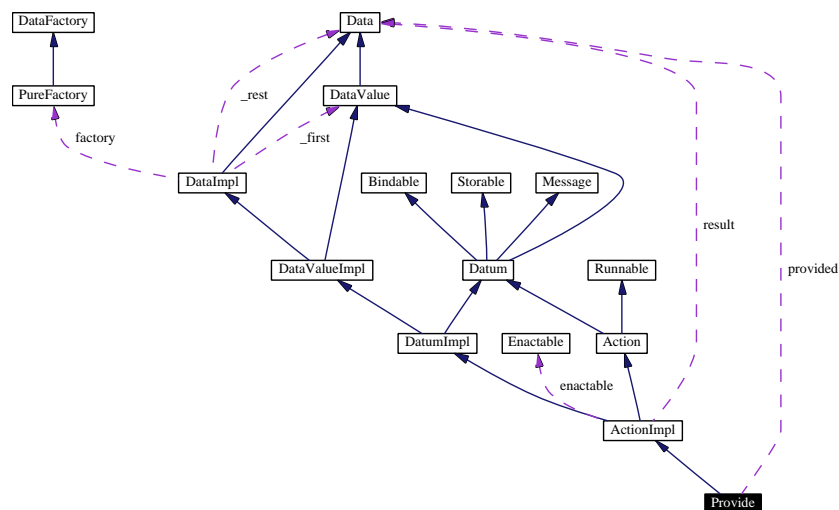 DataFactory
Data
PureFactory
_rest
DataValue
factory
_first
DataImpl
Bindable
Storable
Message
result
DataValueImpl
Datum
Runnable
provided
DatumImpl
Enactable
Action
enactable
ActionImpl
Provide